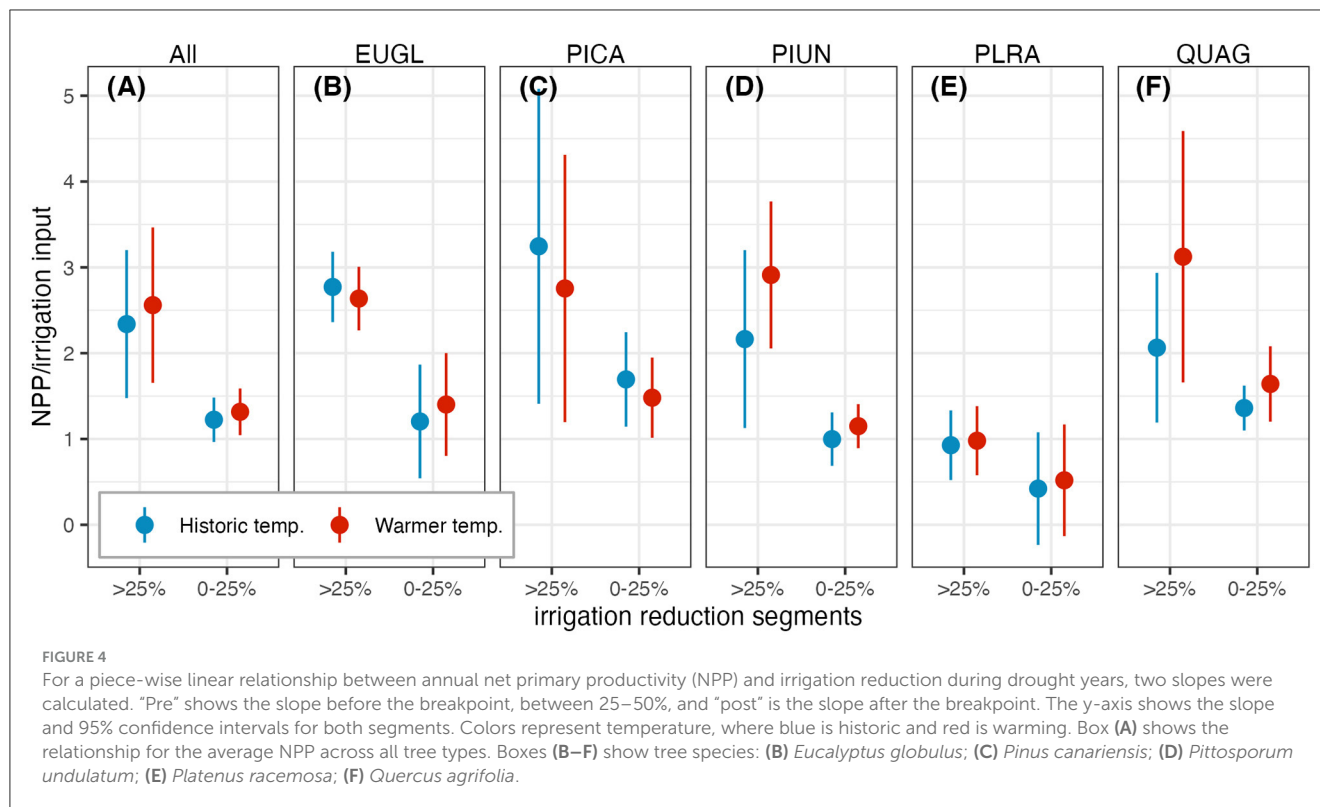 All EUGL PICA PIUN PLRA QUAG
(A) (B) (C) (D) (E) (F)
5
4
3
2
1
0
NPP/irrigation input
Historic temp. Warmer temp.
>25% 0-25% >25% 0-25% >25% 0-25% >25% 0-25% >25% 0-25% >25% 0-25%
irrigation reduction segments
FIGURE 4
For a piece-wise linear relationship between annual net primary productivity (NPP) and irrigation reduction during drought years, two slopes were
calculated. “Pre” shows the slope before the breakpoint, between 25–50%, and “post” is the slope after the breakpoint. The y-axis shows the slope
and 95% confidence intervals for both segments. Colors represent temperature, where blue is historic and red is warming. Box (A) shows the
relationship for the average NPP across all tree types. Boxes (B–F) show tree species: (B) Eucalyptus globulus; (C) Pinus canariensis; (D) Pittosporum
undulatum; (E) Platenus racemosa; (F) Quercus agrifolia.